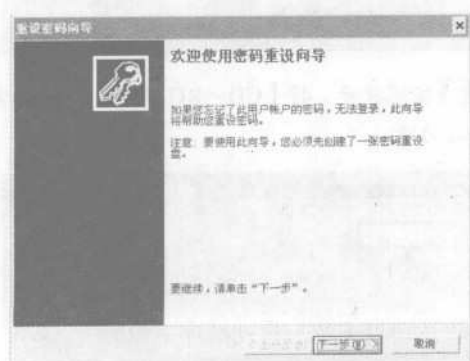 重设密码向导
欢迎使用密码重设向导
如果您忘记了此用户帐户的密码，无法登录，此向导
将帮助您重设密码。
注意: 要使用此向导，您必须先创建了一张密码重设
盘。
要继续，请单击“下一步”。
下一步(N) >
取消